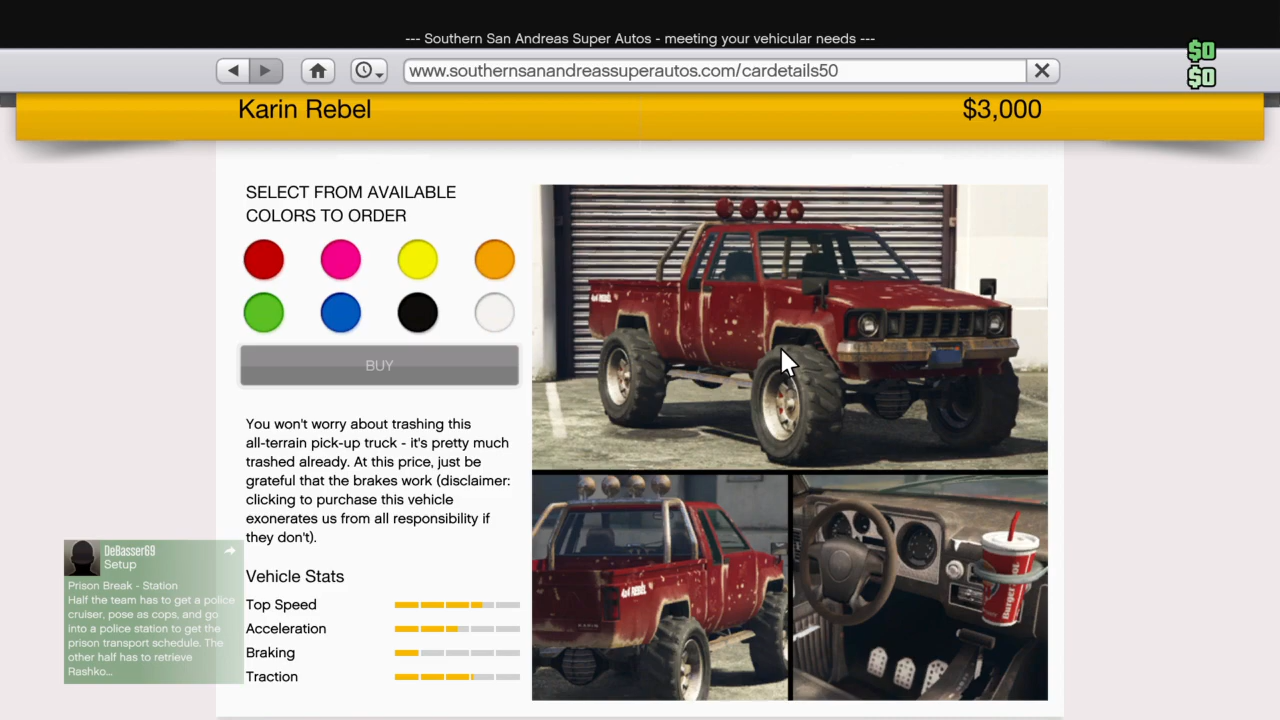 --- Southern San Andreas Super Autos - meeting your vehicular needs ---
$0
$0
www.southernsanandreassuperautos.com/cardetails50
Karin Rebel
$3,000
SELECT FROM AVAILABLE
COLORS TO ORDER
BUY
You won't worry about trashing this
all-terrain pick-up truck - it's pretty much
trashed already. At this price, just be
grateful that the brakes work (disclaimer:
clicking to purchase this vehicle
exonerates us from all responsibility if
they don't).
Vehicle Stats
Top Speed
Acceleration
Braking
Traction
DeBasser69
Setup
Prison Break - Station
Half the team has to get a police
cruiser, pose as cops, and go
into a police station to get the
prison transport schedule. The
other half has to retrieve
Rashko...
4x4 REBEL
4x4 REBEL
Burger